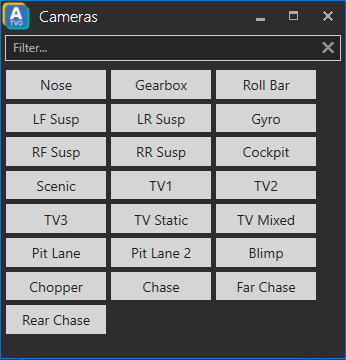 A
TVO
Cameras
Filter...
Nose Gearbox Roll Bar
LF Susp LR Susp Gyro
RF Susp RR Susp Cockpit
Scenic TV1 TV2
TV3 TV Static TV Mixed
Pit Lane Pit Lane 2 Blimp
Chopper Chase Far Chase
Rear Chase